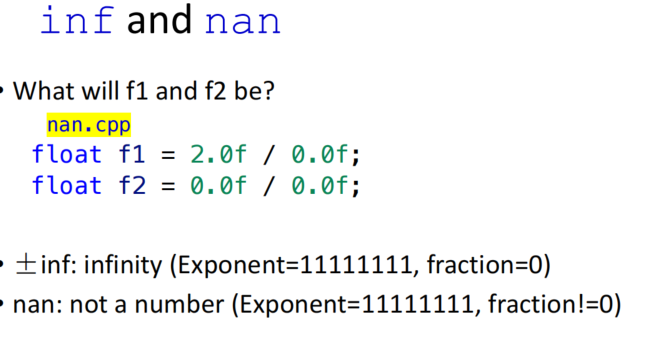 inf and nan
• What will f1 and f2 be?
nan.cpp
float f1 = 2.0f / 0.0f;
float f2 = 0.0f / 0.0f;
• ±inf: infinity (Exponent=11111111, fraction=0)
• nan: not a number (Exponent=11111111, fraction!=0)